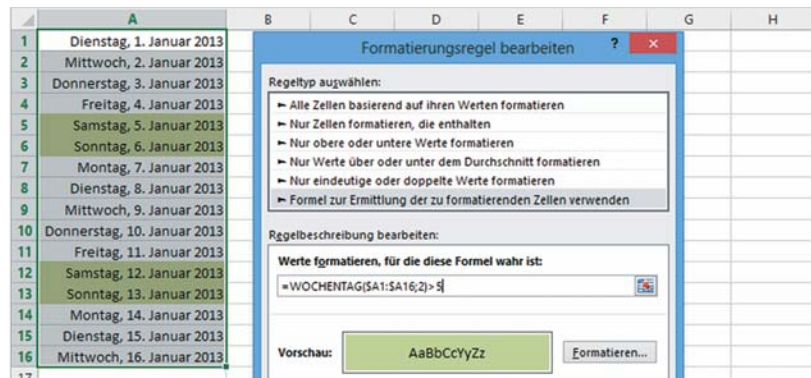 A B C D E F G H
1 Dienstag, 1. Januar 2013
2 Mittwoch, 2. Januar 2013
3 Donnerstag, 3. Januar 2013
4 Freitag, 4. Januar 2013
5 Samstag, 5. Januar 2013
6 Sonntag, 6. Januar 2013
7 Montag, 7. Januar 2013
8 Dienstag, 8. Januar 2013
9 Mittwoch, 9. Januar 2013
10 Donnerstag, 10. Januar 2013
11 Freitag, 11. Januar 2013
12 Samstag, 12. Januar 2013
13 Sonntag, 13. Januar 2013
14 Montag, 14. Januar 2013
15 Dienstag, 15. Januar 2013
16 Mittwoch, 16. Januar 2013
17
Formatierungsregel bearbeiten ? ×
Regeltyp auswählen:
► Alle Zellen basierend auf ihren Werten formatieren
► Nur Zellen formatieren, die enthalten
► Nur obere oder untere Werte formatieren
► Nur Werte über oder unter dem Durchschnitt formatieren
► Nur eindeutige oder doppelte Werte formatieren
► Formel zur Ermittlung der zu formatierenden Zellen verwenden
Regelbeschreibung bearbeiten:
Werte formatieren, für die diese Formel wahr ist:
=WOCHENTAG($A1:$A16;2)>5
Vorschau: AaBbCcYyZz Formatieren...